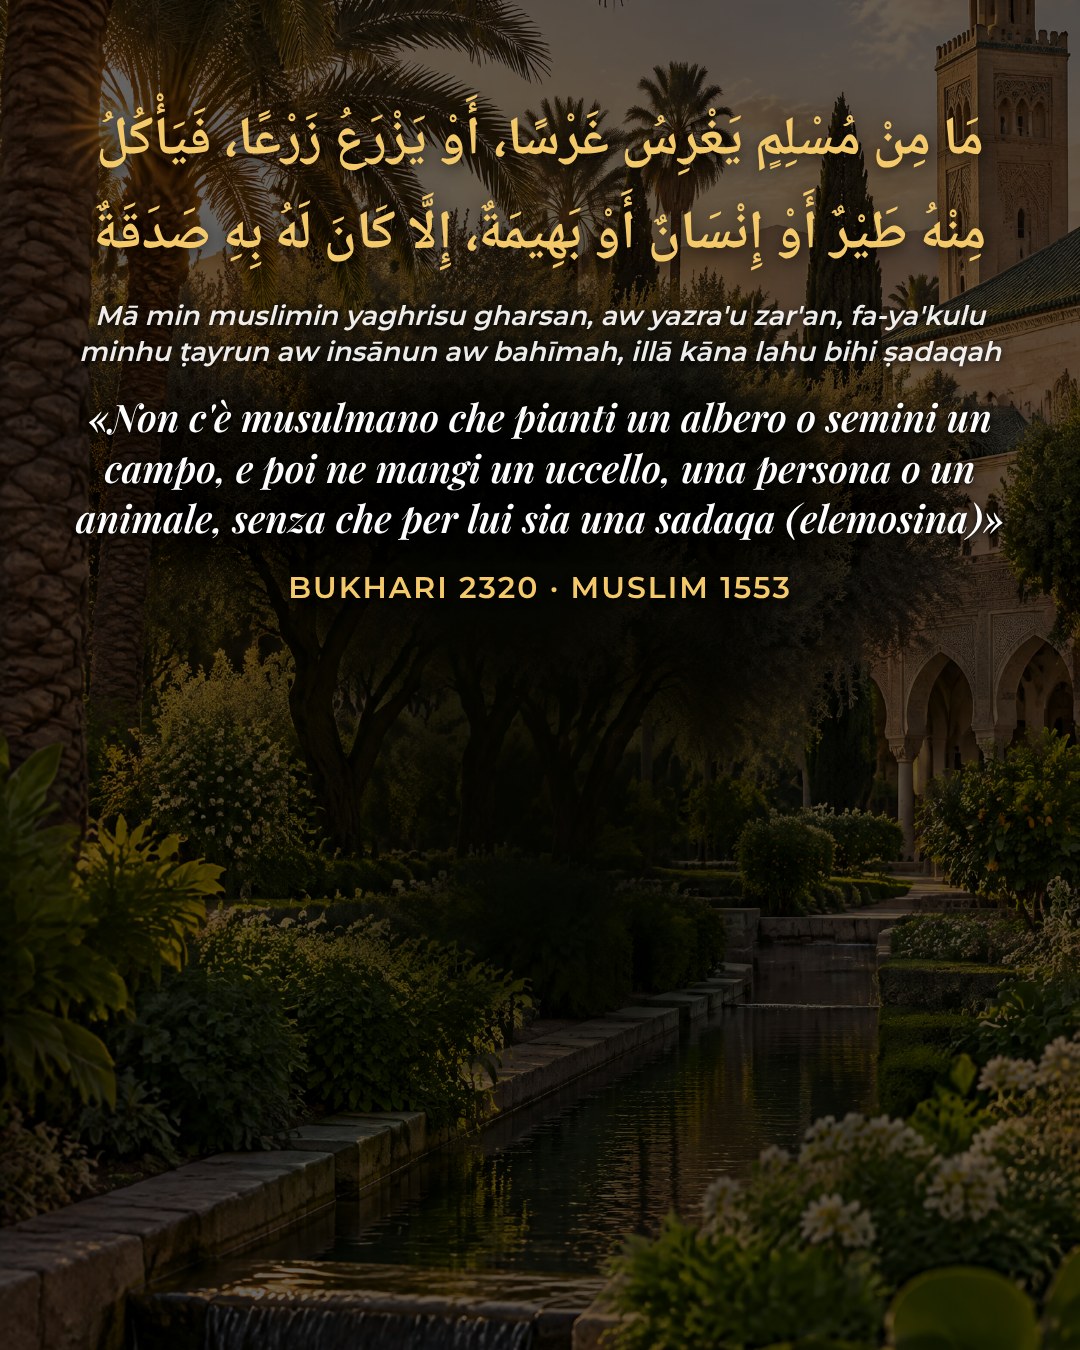 مَا مِنْ مُسْلِمٍ يَغْرِسُ غَرْسًا، أَوْ يَزْرَعُ زَرْعًا، فَيَأْكُلُ
مِنْهُ طَيْرٌ أَوْ إِنْسَانٌ أَوْ بَهِيمَةٌ، إِلَّا كَانَ لَهُ بِهِ صَدَقَةٌ
Mā min muslimin yaghrisu gharsan, aw yazra'u zar'an, fa-ya'kulu
minhu ṭayrun aw insānun aw bahīmah, illā kāna lahu bihi ṣadaqah
«Non c'è musulmano che pianti un albero o semini un
campo, e poi ne mangi un uccello, una persona o un
animale, senza che per lui sia una sadaqa (elemosina)»
BUKHARI 2320 · MUSLIM 1553